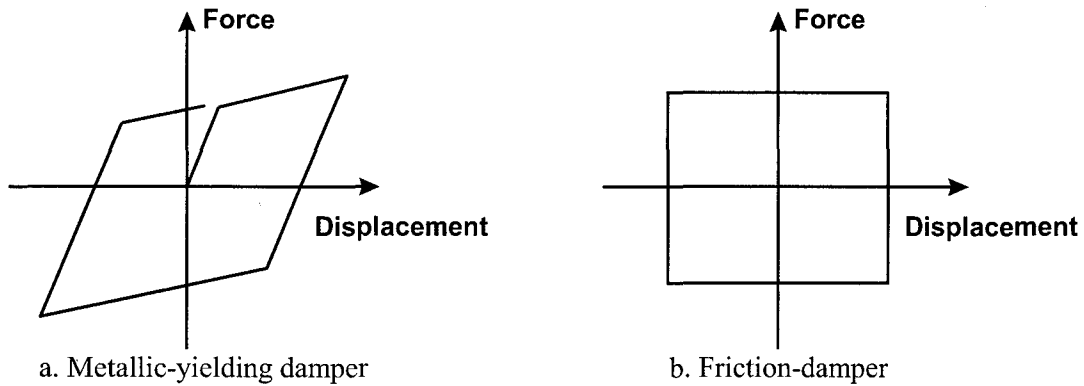 Force
Displacement
a. Metallic-yielding damper
Force
Displacement
b. Friction-damper